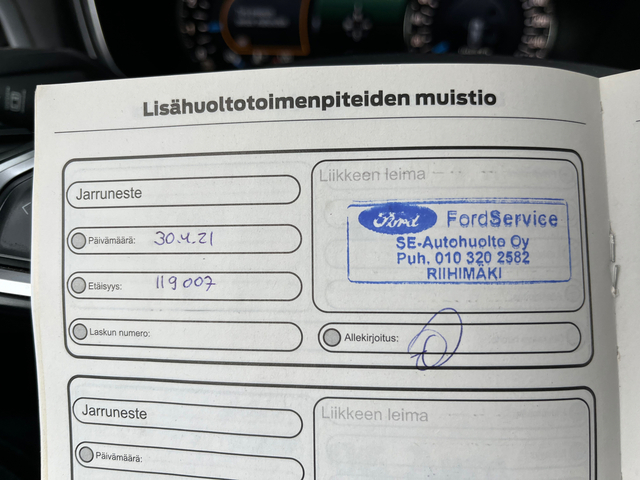 Lisähuoltotoimenpiteiden muistio
Jarruneste
Päivämäärä: 30.4.21
Etäisyys: 119007
Laskun numero:
Liikkeen leima
Ford FordService
SE-Autohuolto Oy
Puh. 010 320 2582
RIIHIMÄKI
Allekirjoitus:
Jarruneste
Päivämäärä:
Liikkeen leima